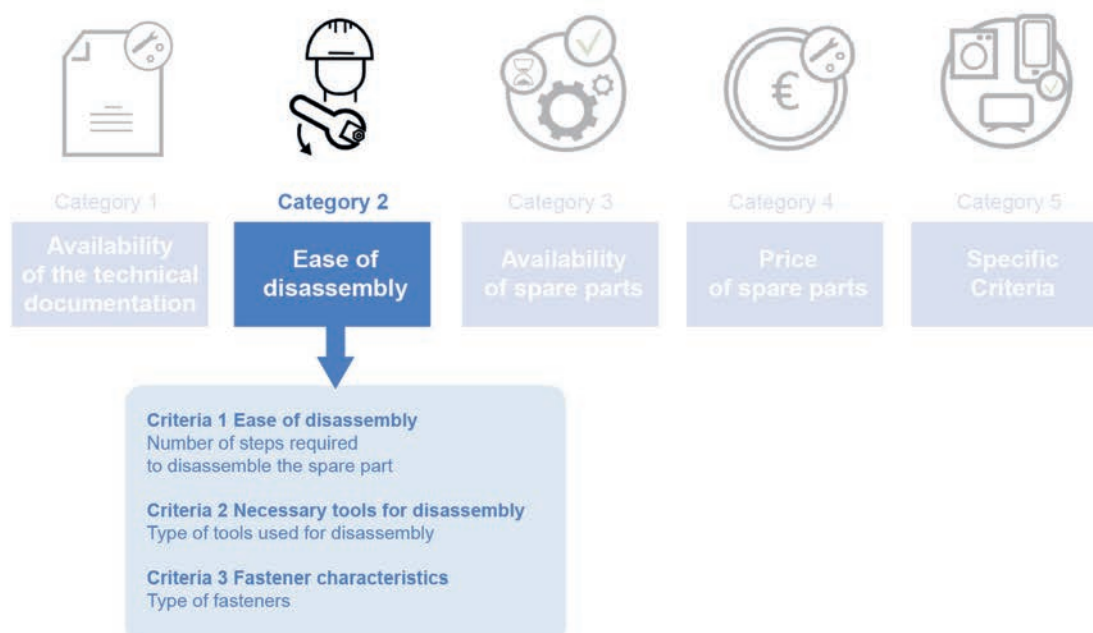 €
Category 1
Category 2
Category 3
Category 4
Category 5
Availability
of the technical
documentation
Ease of
disassembly
Availability
of spare parts
Price
of spare parts
Specific
Criteria
Criteria 1 Ease of disassembly
Number of steps required
to disassemble the spare part
Criteria 2 Necessary tools for disassembly
Type of tools used for disassembly
Criteria 3 Fastener characteristics
Type of fasteners